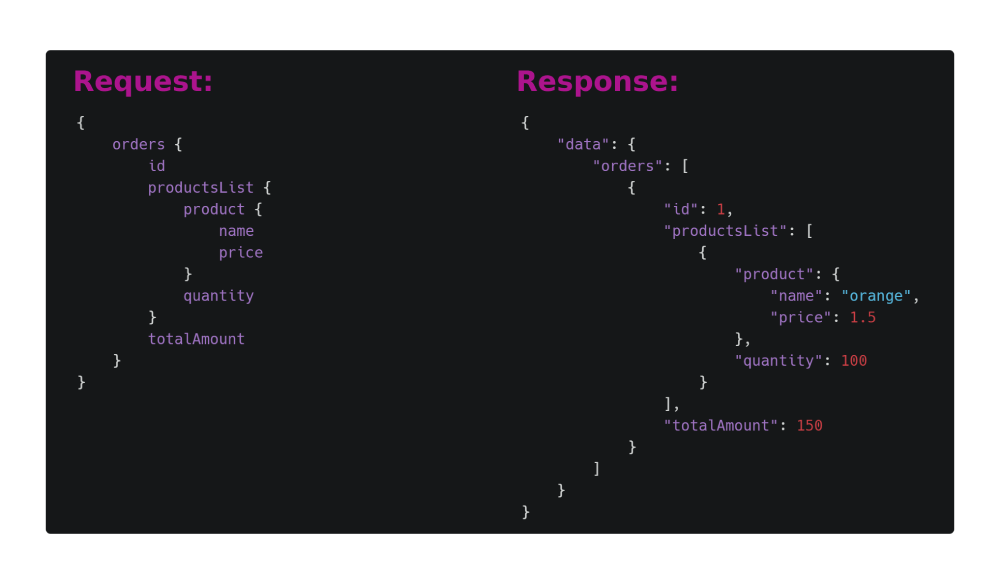 Request:
{
    orders {
        id
        productsList {
            product {
                name
                price
            }
            quantity
        }
        totalAmount
    }
}
Response:
{
    "data": {
        "orders": [
            {
                "id": 1,
                "productsList": [
                    {
                        "product": {
                            "name": "orange",
                            "price": 1.5
                        },
                        "quantity": 100
                    }
                ],
                "totalAmount": 150
            }
        ]
    }
}